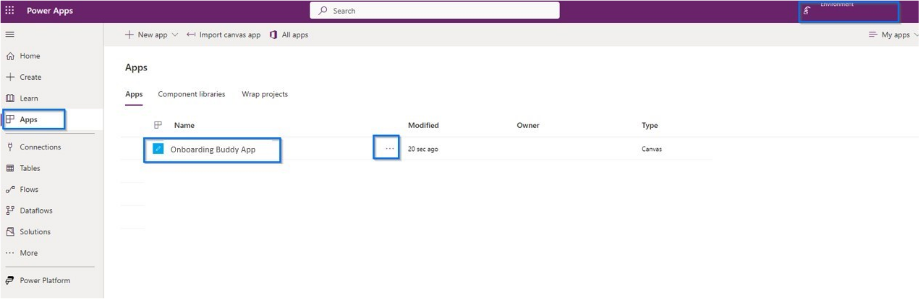 Power Apps
Search
Environment
New app
Import canvas app
All apps
My apps
Home
Create
Learn
Apps
Connections
Tables
Flows
Dataflows
Solutions
More
Power Platform
Apps
Apps Component libraries Wrap projects
Name Modified Owner Type
Onboarding Buddy App ... 20 sec ago Canvas